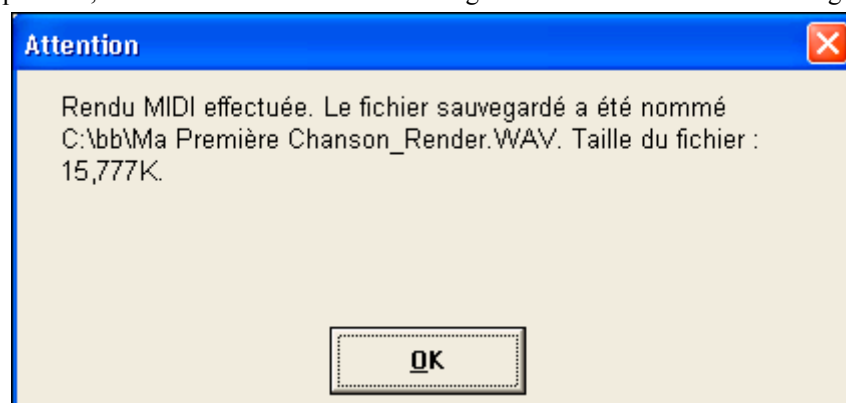 Attention
Rendu MIDI effectuée. Le fichier sauvegardé a été nommé
C:\bb\Ma Première Chanson_Render.WAV. Taille du fichier :
15,777K.
OK